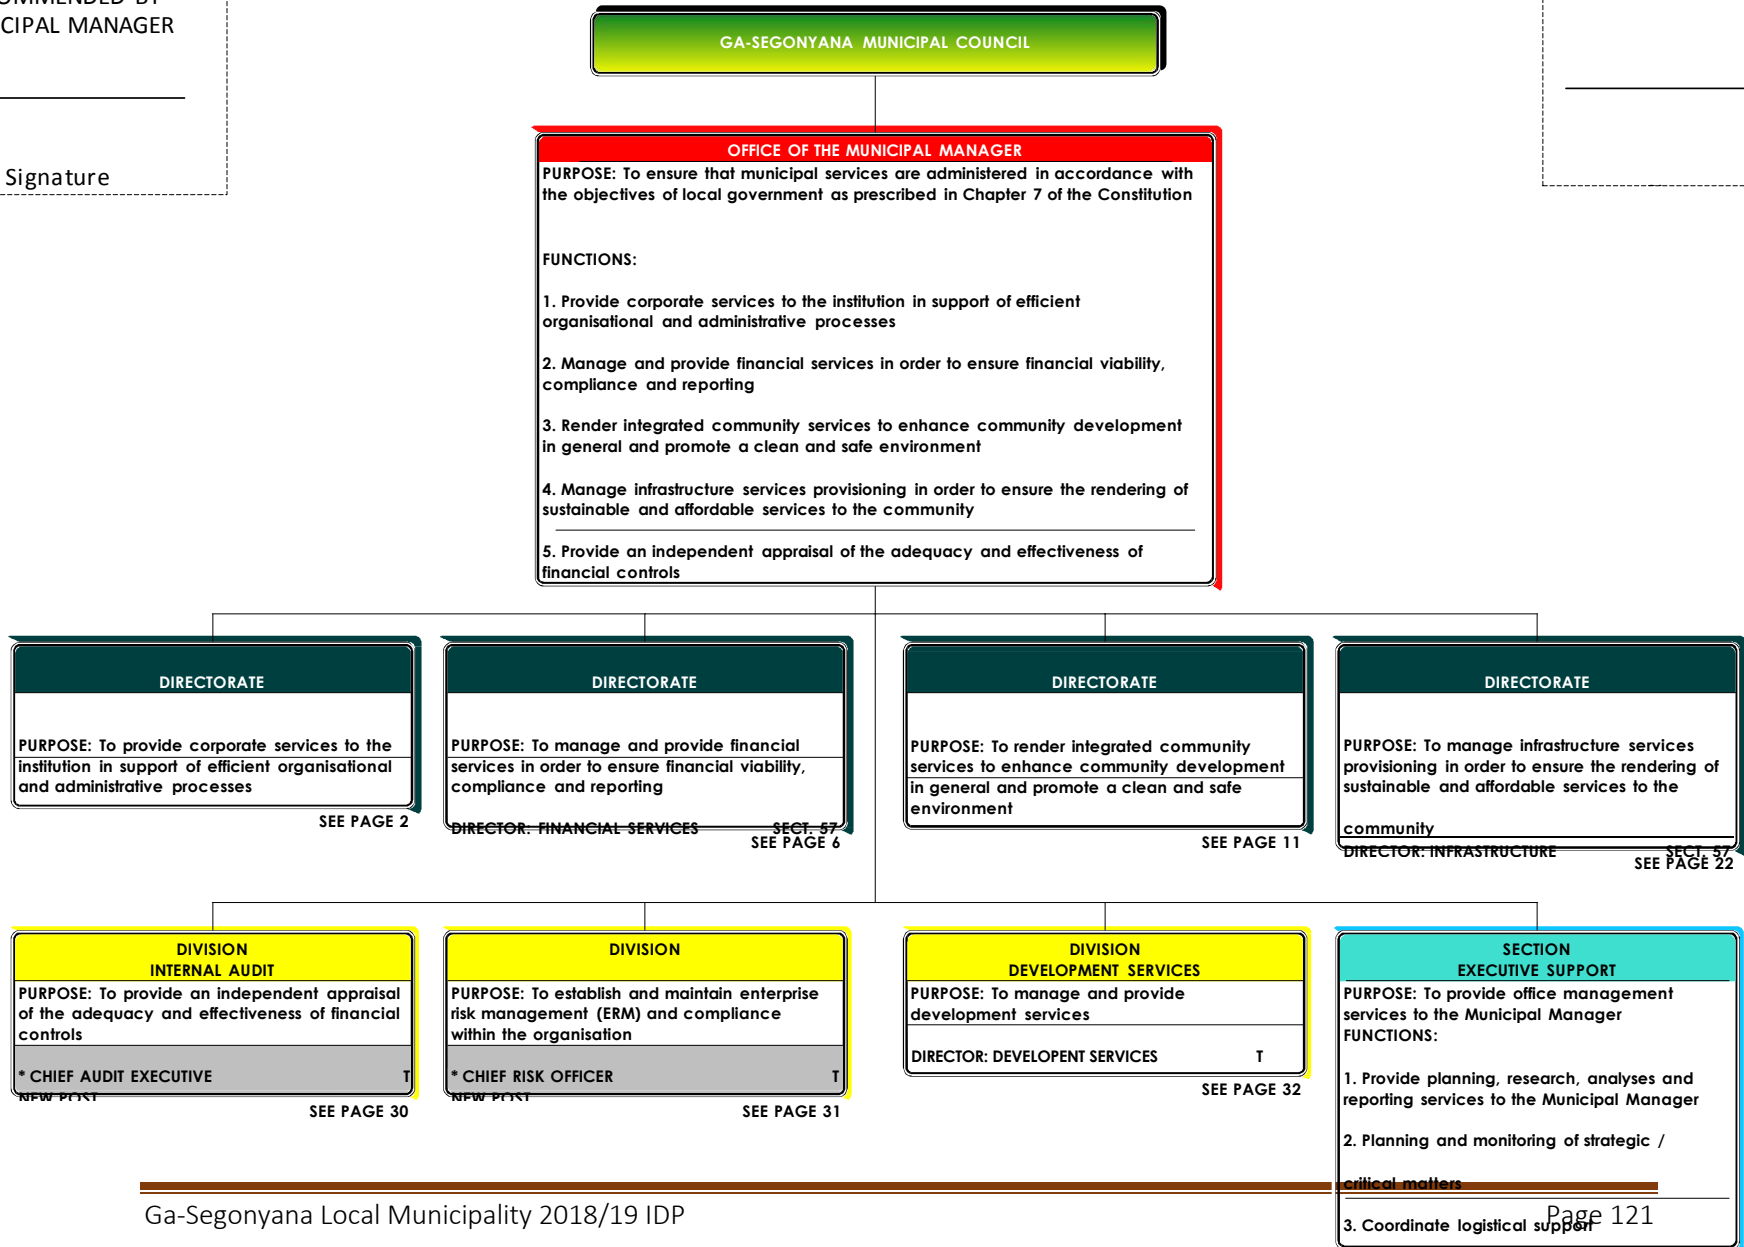 CIPAL MANAGER
Signature
GA-SEGONYANA MUNICIPAL COUNCIL
OFFICE OF THE MUNICIPAL MANAGER
PURPOSE: To ensure that municipal services are administered in accordance with
the objectives of local government as prescribed in Chapter 7 of the Constitution
FUNCTIONS:
1. Provide corporate services to the institution in support of efficient
organisational and administrative processes
2. Manage and provide financial services in order to ensure financial viability,
compliance and reporting
3. Render integrated community services to enhance community development
in general and promote a clean and safe environment
4. Manage infrastructure services provisioning in order to ensure the rendering of
sustainable and affordable services to the community
5. Provide an independent appraisal of the adequacy and effectiveness of
financial controls
DIRECTORATE
PURPOSE: To provide corporate services to the
institution in support of efficient organisational
and administrative processes
SEE PAGE 2
DIRECTORATE
PURPOSE: To manage and provide financial
services in order to ensure financial viability,
compliance and reporting
DIRECTOR: FINANCIAL SERVICES SECT. 57
SEE PAGE 6
DIRECTORATE
PURPOSE: To render integrated community
services to enhance community development
in general and promote a clean and safe
environment
SEE PAGE 11
DIRECTORATE
PURPOSE: To manage infrastructure services
provisioning in order to ensure the rendering of
sustainable and affordable services to the
community
DIRECTOR: INFRASTRUCTURE SECT. 57
SEE PAGE 22
DIVISION
INTERNAL AUDIT
PURPOSE: To provide an independent appraisal
of the adequacy and effectiveness of financial
controls
* CHIEF AUDIT EXECUTIVE T
NEW POST
SEE PAGE 30
DIVISION
PURPOSE: To establish and maintain enterprise
risk management (ERM) and compliance
within the organisation
* CHIEF RISK OFFICER T
NEW POST
SEE PAGE 31
DIVISION
DEVELOPMENT SERVICES
PURPOSE: To manage and provide
development services
DIRECTOR: DEVELOPENT SERVICES T
SEE PAGE 32
SECTION
EXECUTIVE SUPPORT
PURPOSE: To provide office management
services to the Municipal Manager
FUNCTIONS:
1. Provide planning, research, analyses and
reporting services to the Municipal Manager
2. Planning and monitoring of strategic /
critical matters
3. Coordinate logistical support
Ga-Segonyana Local Municipality 2018/19 IDP
Page 121